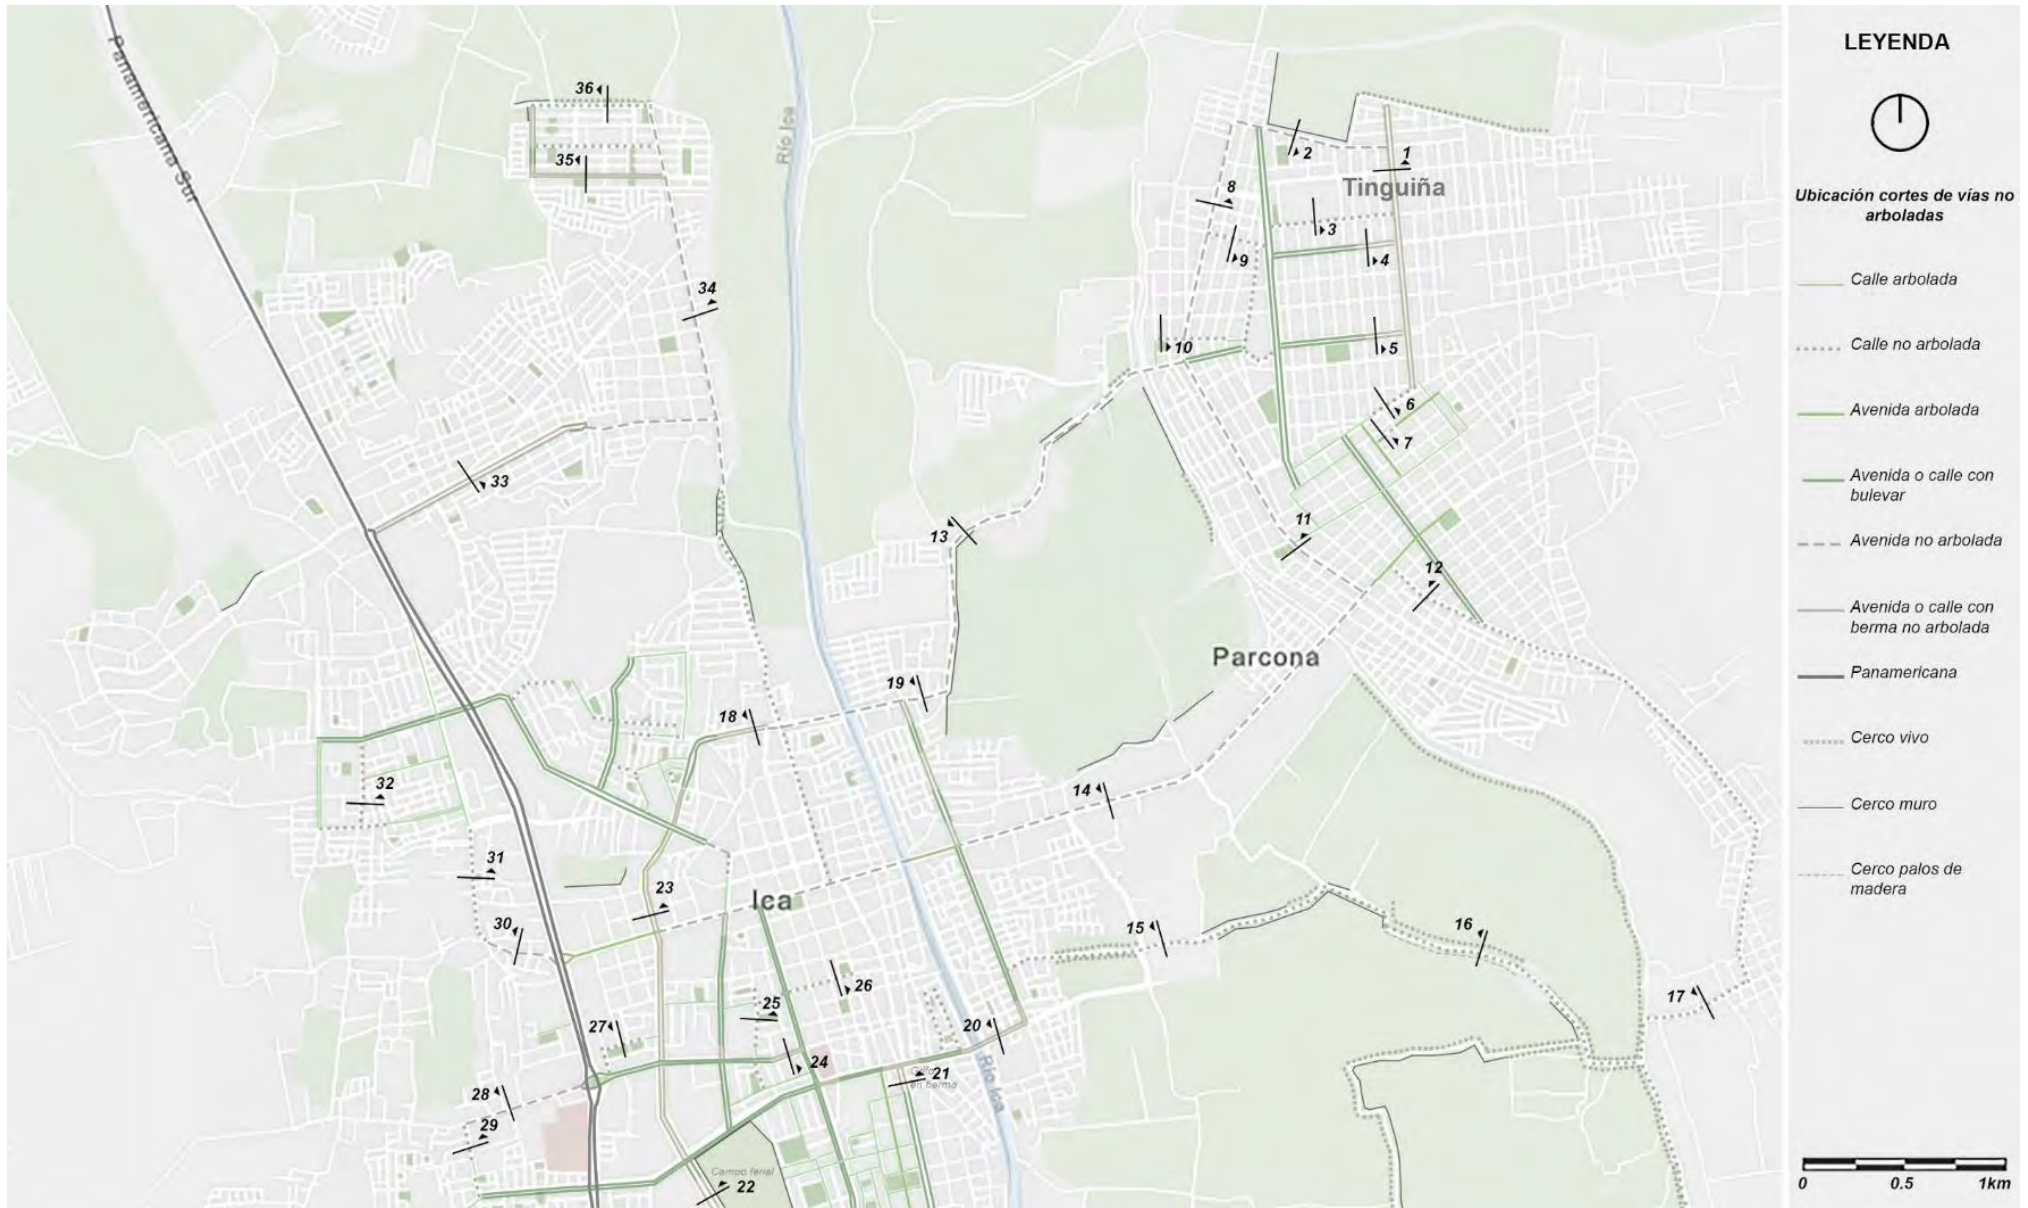 Panamericana Sur
36
35
Río Ica
34
33
8
2
1
Tinguiña
3
9
4
10
5
6
7
11
12
13
Parcona
19
18
14
32
31
23
Ica
30
15
16
17
26
25
27
20
24
21
en berma
Río Ica
28
29
Campo ferial
22
LEYENDA
Ubicación cortes de vías no
arboladas
Calle arbolada
Calle no arbolada
Avenida arbolada
Avenida o calle con
bulevar
Avenida no arbolada
Avenida o calle con
berma no arbolada
Panamericana
Cerco vivo
Cerco muro
Cerco palos de
madera
0 0.5 1km